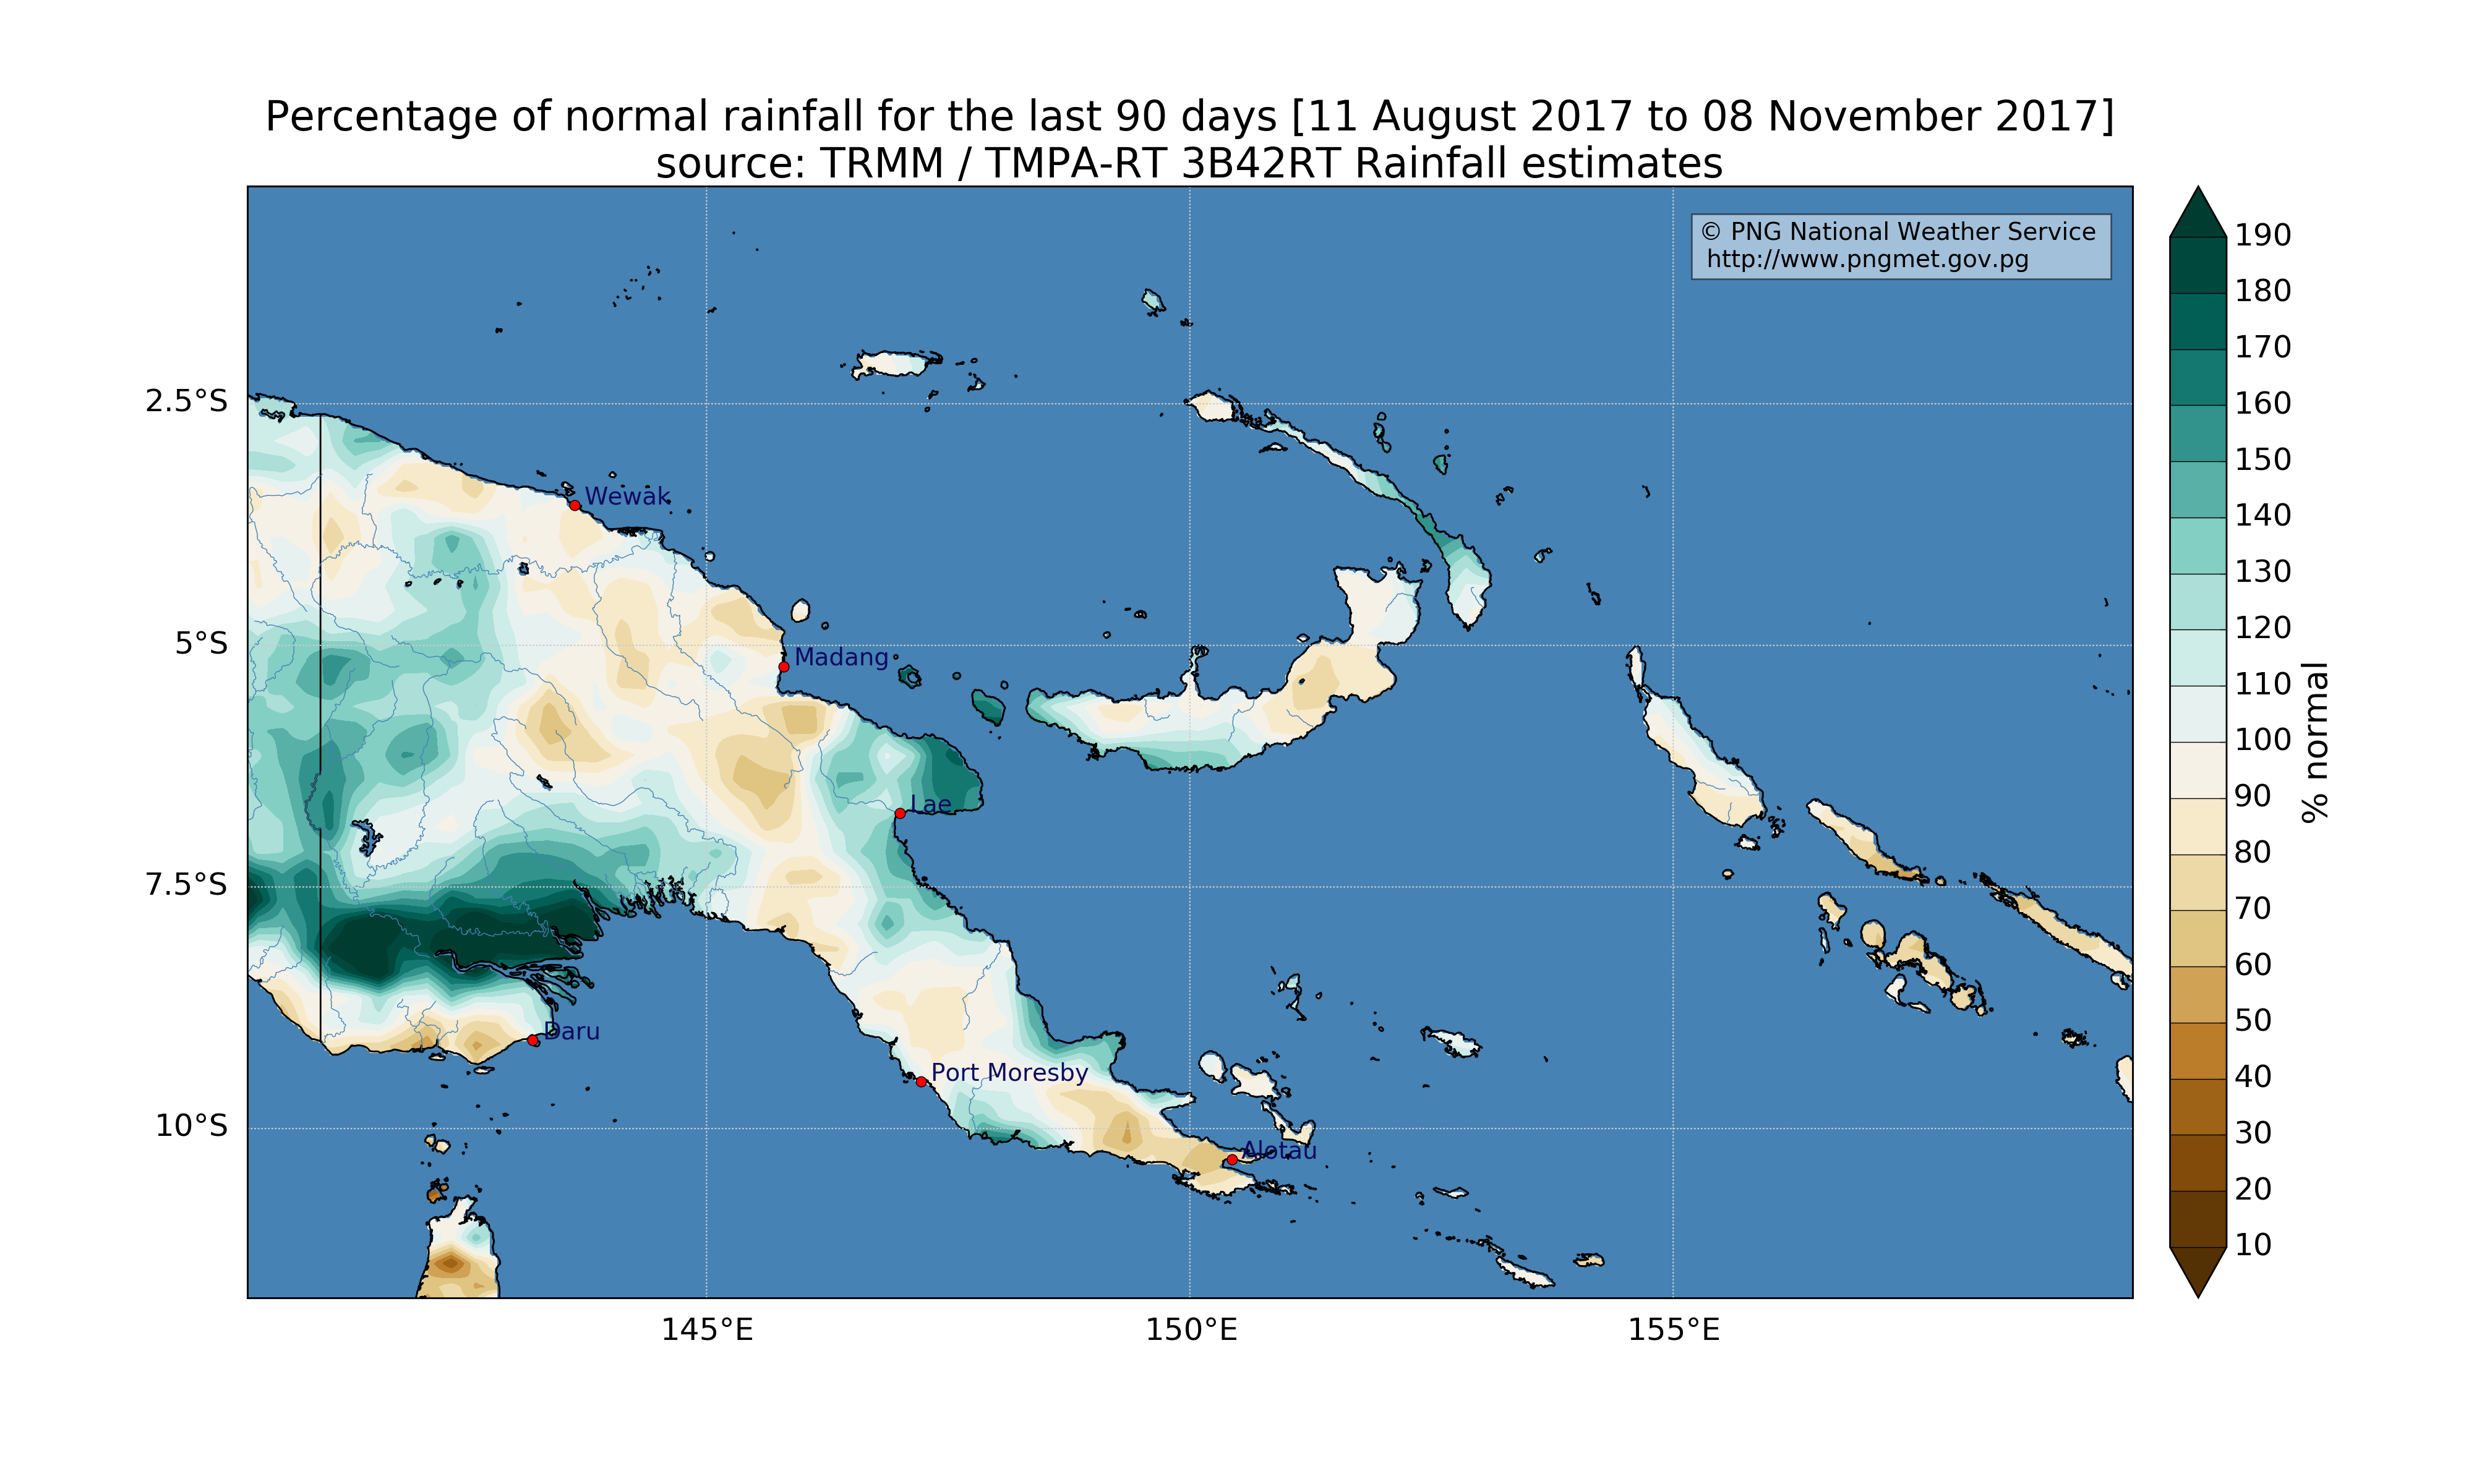 Percentage of normal rainfall for the last 90 days [11 August 2017 to 08 November 2017]
source: TRMM / TMPA-RT 3B42RT Rainfall estimates
© PNG National Weather Service
http://www.pngmet.gov.pg
2.5°S
5°S
7.5°S
10°S
Wewak
Madang
Lae
Daru
Port Moresby
Alotau
145°E
150°E
155°E
190
180
170
160
150
140
130
120
110
100
90
80
70
60
50
40
30
20
10
% normal